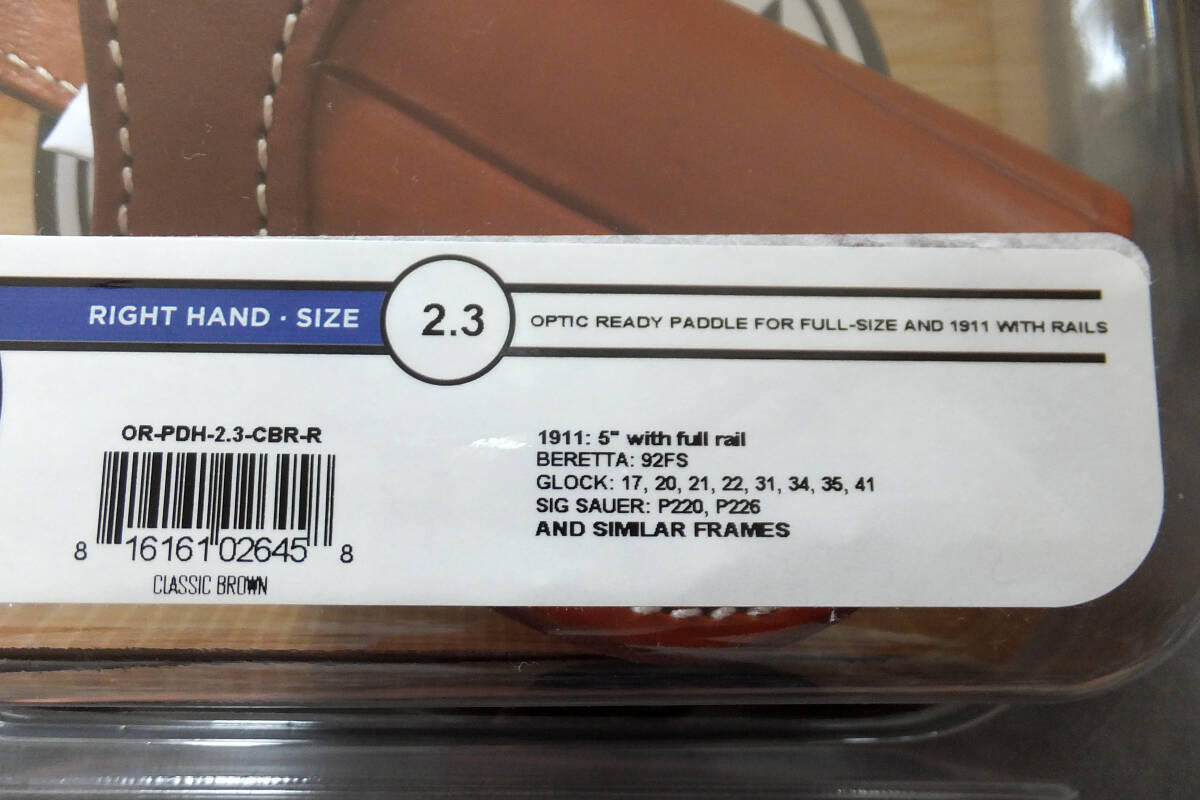 RIGHT HAND · SIZE
2.3
OPTIC READY PADDLE FOR FULL-SIZE AND 1911 WITH RAILS
OR-PDH-2.3-CBR-R
8 16161 02645 8
CLASSIC BROWN
1911: 5" with full rail
BERETTA: 92FS
GLOCK: 17, 20, 21, 22, 31, 34, 35, 41
SIG SAUER: P220, P226
AND SIMILAR FRAMES